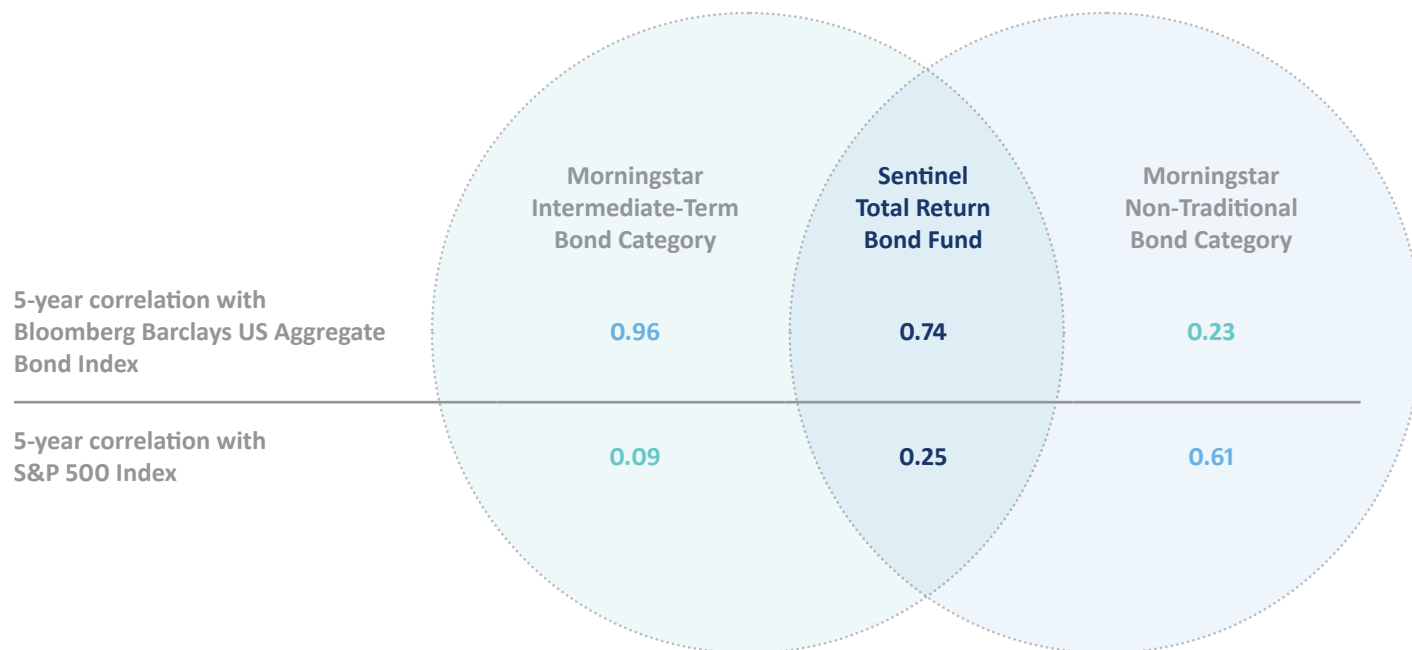 Morningstar
Intermediate-Term
Bond Category
Sentinel
Total Return
Bond Fund
Morningstar
Non-Traditional
Bond Category
5-year correlation with
Bloomberg Barclays US Aggregate
Bond Index
0.96
0.74
0.23
5-year correlation with
S&P 500 Index
0.09
0.25
0.61